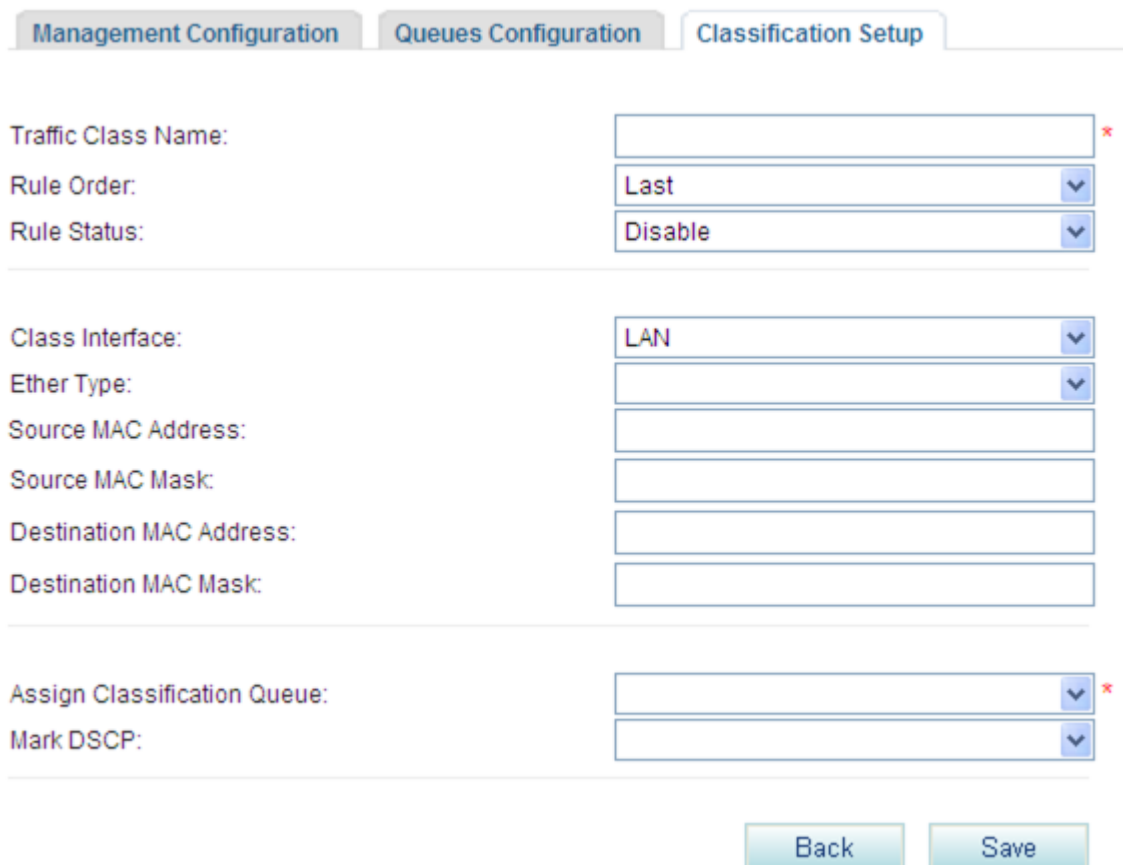 Management Configuration Queues Configuration Classification Setup
Traffic Class Name: *
Rule Order: Last
Rule Status: Disable
Class Interface: LAN
Ether Type:
Source MAC Address:
Source MAC Mask:
Destination MAC Address:
Destination MAC Mask:
Assign Classification Queue: *
Mark DSCP:
Back Save